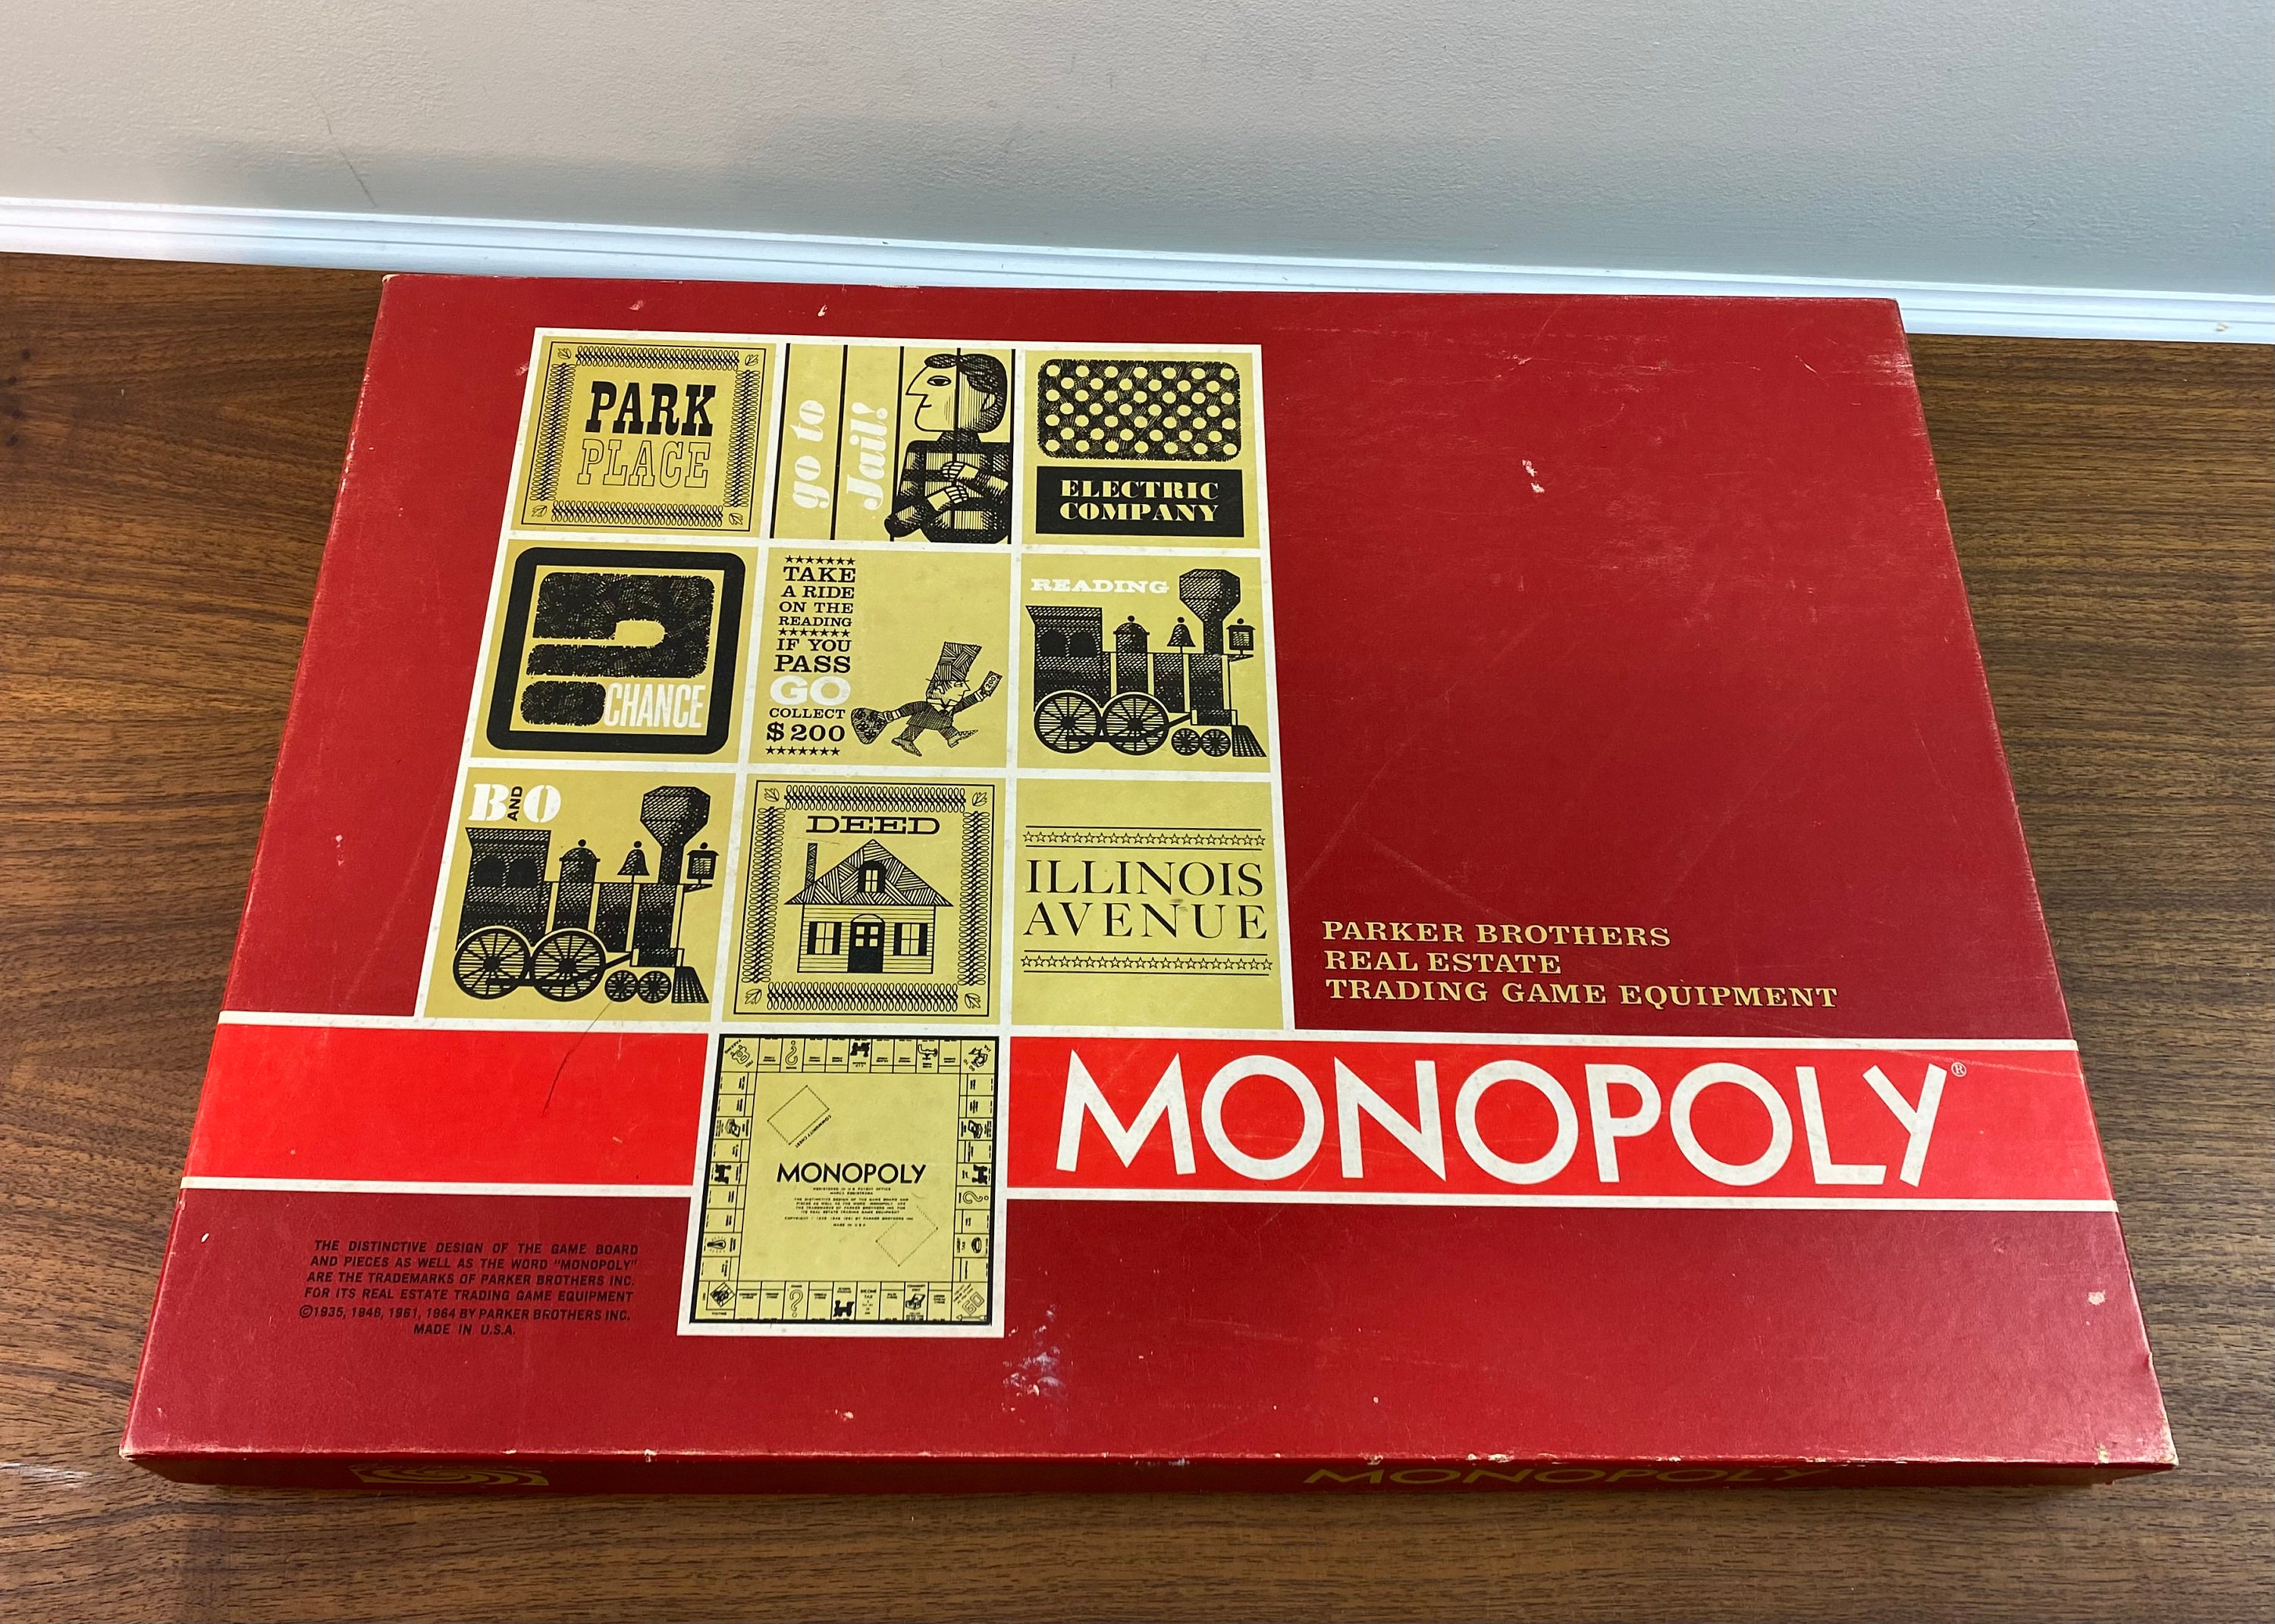 PARK
PLACE
go to
Jail!
ELECTRIC
COMPANY
CHANCE
TAKE
A RIDE
ON THE
READING
IF YOU
PASS
GO
COLLECT
$200
200
READING
B AND O
DEED
ILLINOIS
AVENUE
PARKER BROTHERS
REAL ESTATE
TRADING GAME EQUIPMENT
MONOPOLY®
COMMUNITY CHEST
MONOPOLY
THE DISTINCTIVE DESIGN OF THE GAME BOARD
AND PIECES AS WELL AS THE WORD "MONOPOLY"
ARE THE TRADEMARKS OF PARKER BROTHERS INC.
FOR ITS REAL ESTATE TRADING GAME EQUIPMENT
©1935, 1946, 1961, 1964 BY PARKER BROTHERS INC.
MADE IN U.S.A.
MONOPOLY